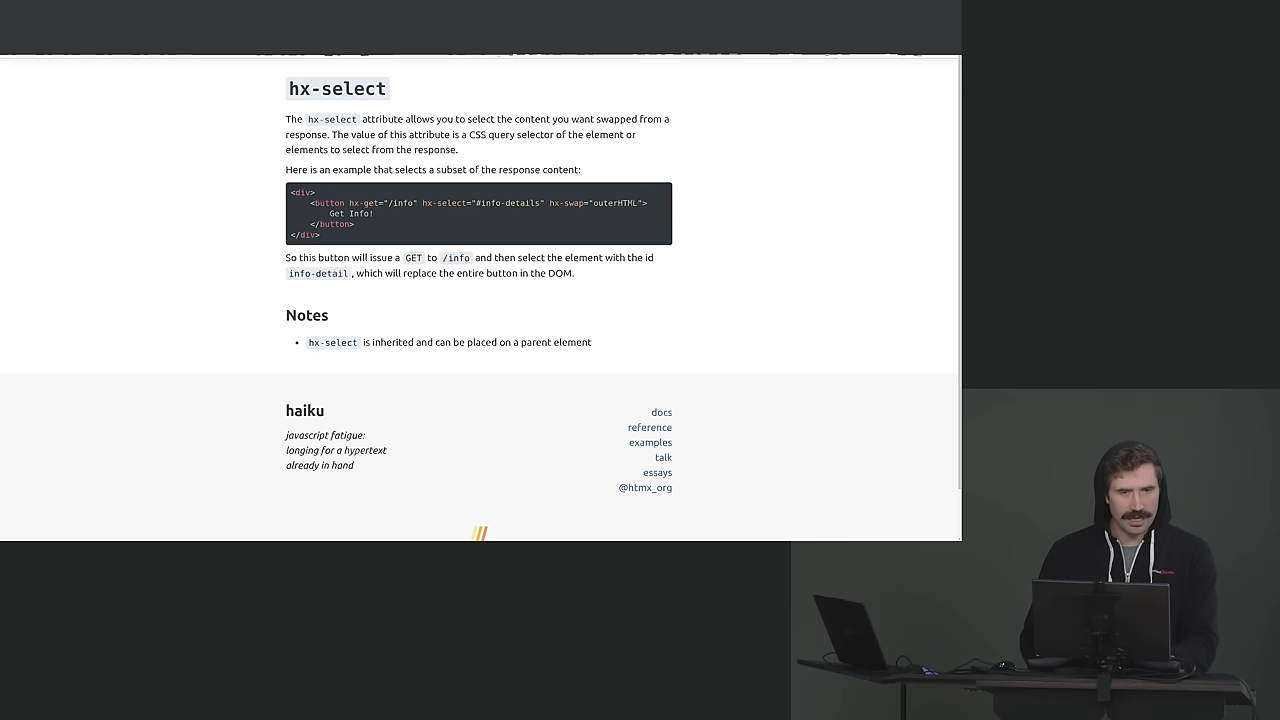 hx-select
The hx-select attribute allows you to select the content you want swapped from a
response. The value of this attribute is a CSS query selector of the element or
elements to select from the response.
Here is an example that selects a subset of the response content:
<div>
<button hx-get="/info" hx-select="#info-details" hx-swap="outerHTML">
Get Info!
</button>
</div>
So this button will issue a GET to /info and then select the element with the id
info-detail, which will replace the entire button in the DOM.
Notes
• hx-select is inherited and can be placed on a parent element
haiku
javascript fatigue:
longing for a hypertext
already in hand
docs
reference
examples
talk
essays
@htmx_org